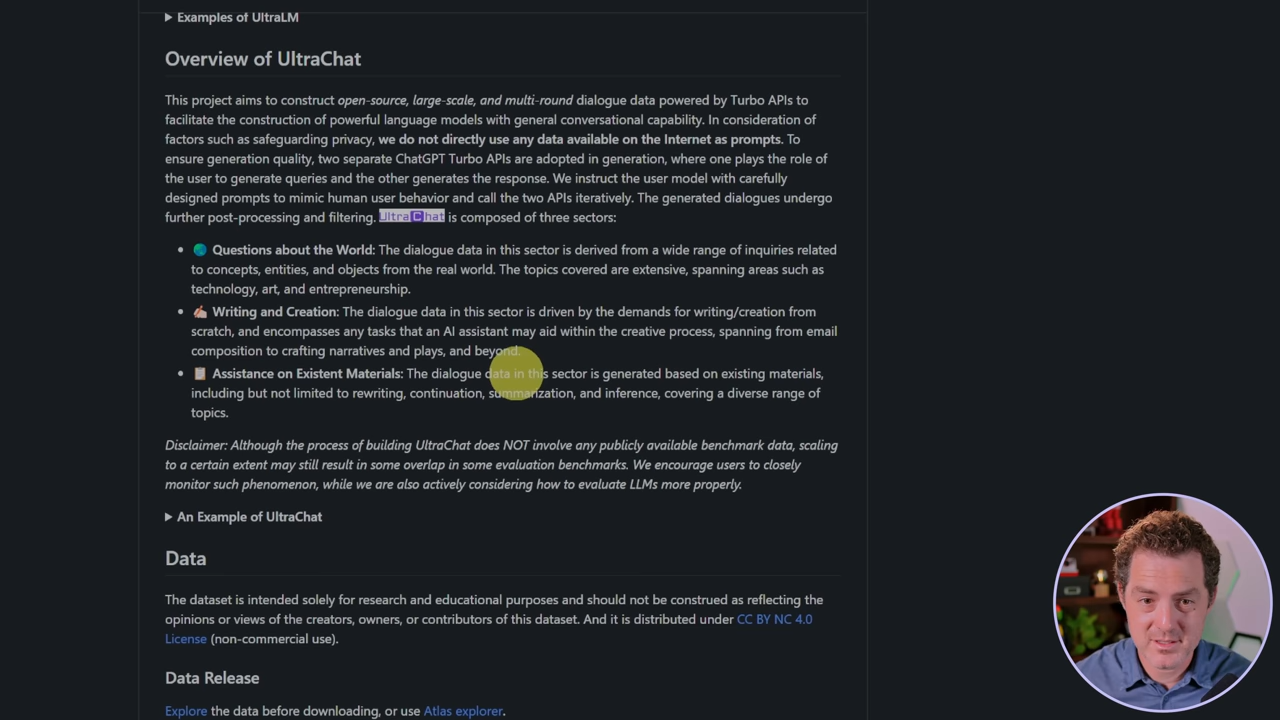 ▶ Examples of UltraLM
Overview of UltraChat
This project aims to construct open-source, large-scale, and multi-round dialogue data powered by Turbo APIs to
facilitate the construction of powerful language models with general conversational capability. In consideration of
factors such as safeguarding privacy, we do not directly use any data available on the Internet as prompts. To
ensure generation quality, two separate ChatGPT Turbo APIs are adopted in generation, where one plays the role of
the user to generate queries and the other generates the response. We instruct the user model with carefully
designed prompts to mimic human user behavior and call the two APIs iteratively. The generated dialogues undergo
further post-processing and filtering. UltraChat is composed of three sectors:
• 🌏 Questions about the World: The dialogue data in this sector is derived from a wide range of inquiries related
to concepts, entities, and objects from the real world. The topics covered are extensive, spanning areas such as
technology, art, and entrepreneurship.
• ✍🏻 Writing and Creation: The dialogue data in this sector is driven by the demands for writing/creation from
scratch, and encompasses any tasks that an AI assistant may aid within the creative process, spanning from email
composition to crafting narratives and plays, and beyond.
• 📋 Assistance on Existent Materials: The dialogue data in this sector is generated based on existing materials,
including but not limited to rewriting, continuation, summarization, and inference, covering a diverse range of
topics.
Disclaimer: Although the process of building UltraChat does NOT involve any publicly available benchmark data, scaling
to a certain extent may still result in some overlap in some evaluation benchmarks. We encourage users to closely
monitor such phenomenon, while we are also actively considering how to evaluate LLMs more properly.
▶ An Example of UltraChat
Data
The dataset is intended solely for research and educational purposes and should not be construed as reflecting the
opinions or views of the creators, owners, or contributors of this dataset. And it is distributed under CC BY NC 4.0
License (non-commercial use).
Data Release
Explore the data before downloading, or use Atlas explorer.